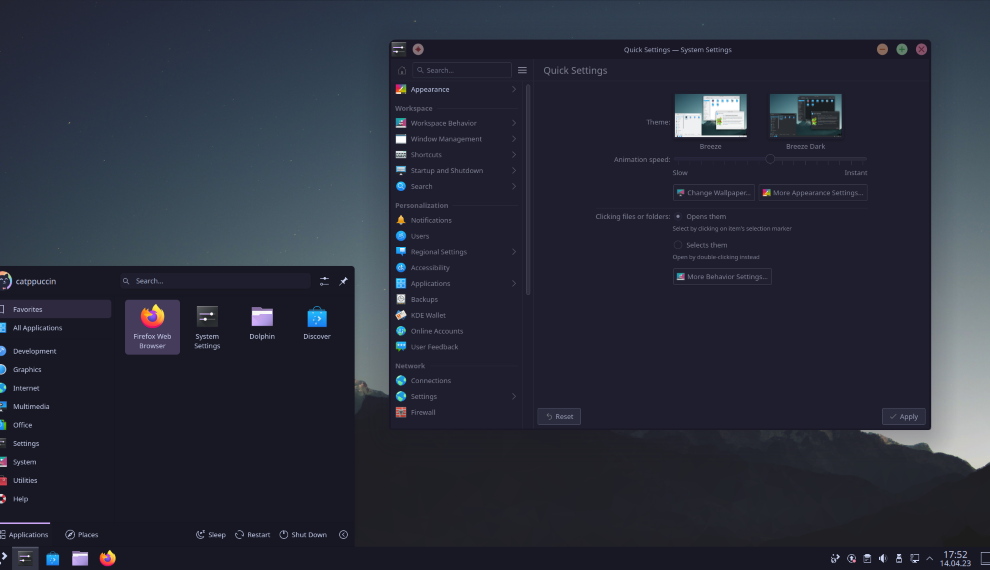 Quick Settings — System Settings
Search...
Quick Settings
Appearance
Workspace
Workspace Behavior
Window Management
Shortcuts
Startup and Shutdown
Search
Personalization
Notifications
Users
Regional Settings
Accessibility
Applications
Backups
KDE Wallet
Online Accounts
User Feedback
Network
Connections
Settings
Firewall
Theme:
Breeze
Breeze Dark
Animation speed:
Slow
Instant
Change Wallpaper...
More Appearance Settings...
Clicking files or folders:
Opens them
Select by clicking on item's selection marker
Selects them
Open by double-clicking instead
More Behavior Settings...
Reset
Apply
catppuccin
Search...
Favorites
All Applications
Development
Graphics
Internet
Multimedia
Office
Settings
System
Utilities
Help
Firefox Web
Browser
System
Settings
Dolphin
Discover
Applications
Places
Sleep
Restart
Shut Down
17:52
14.04.23